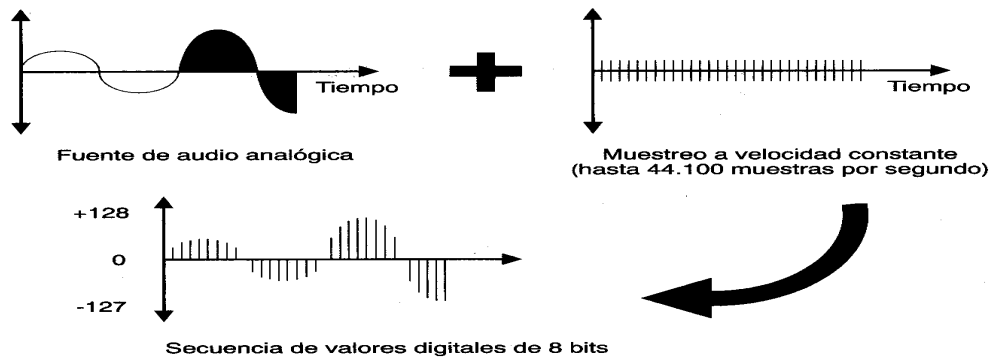 Tiempo
Tiempo
Fuente de audio analógica
Muestreo a velocidad constante
(hasta 44.100 muestras por segundo)
+128
0
-127
Secuencia de valores digitales de 8 bits